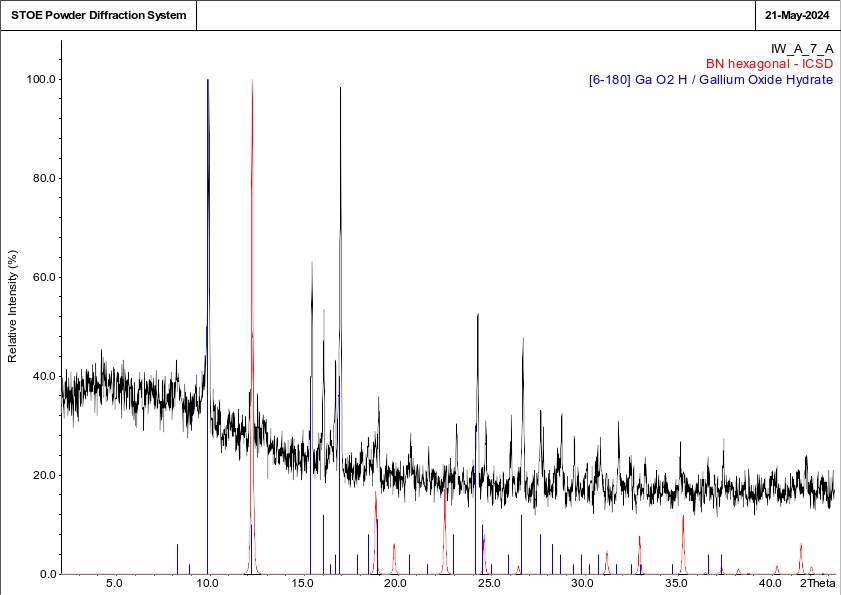 STOE Powder Diffraction System
21-May-2024
IW_A_7_A
BN hexagonal - ICSD
[6-180] Ga O2 H / Gallium Oxide Hydrate
Relative Intensity (%)
100.0
80.0
60.0
40.0
20.0
0.0
5.0 10.0 15.0 20.0 25.0 30.0 35.0 40.0 2Theta